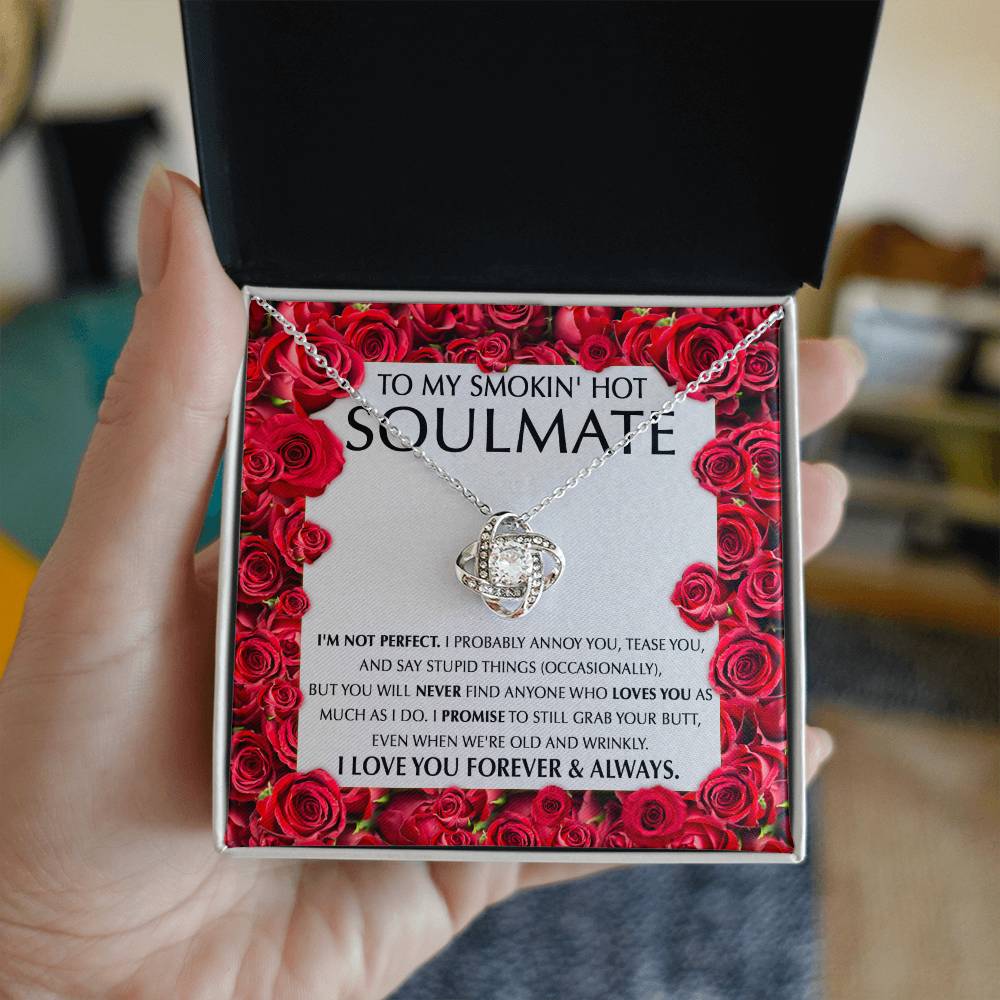 TO MY SMOKIN' HOT
SOULMATE
I'M NOT PERFECT. I PROBABLY ANNOY YOU, TEASE YOU,
AND SAY STUPID THINGS (OCCASIONALLY),
BUT YOU WILL NEVER FIND ANYONE WHO LOVES YOU AS
MUCH AS I DO. I PROMISE TO STILL GRAB YOUR BUTT,
EVEN WHEN WE'RE OLD AND WRINKLY.
I LOVE YOU FOREVER & ALWAYS.